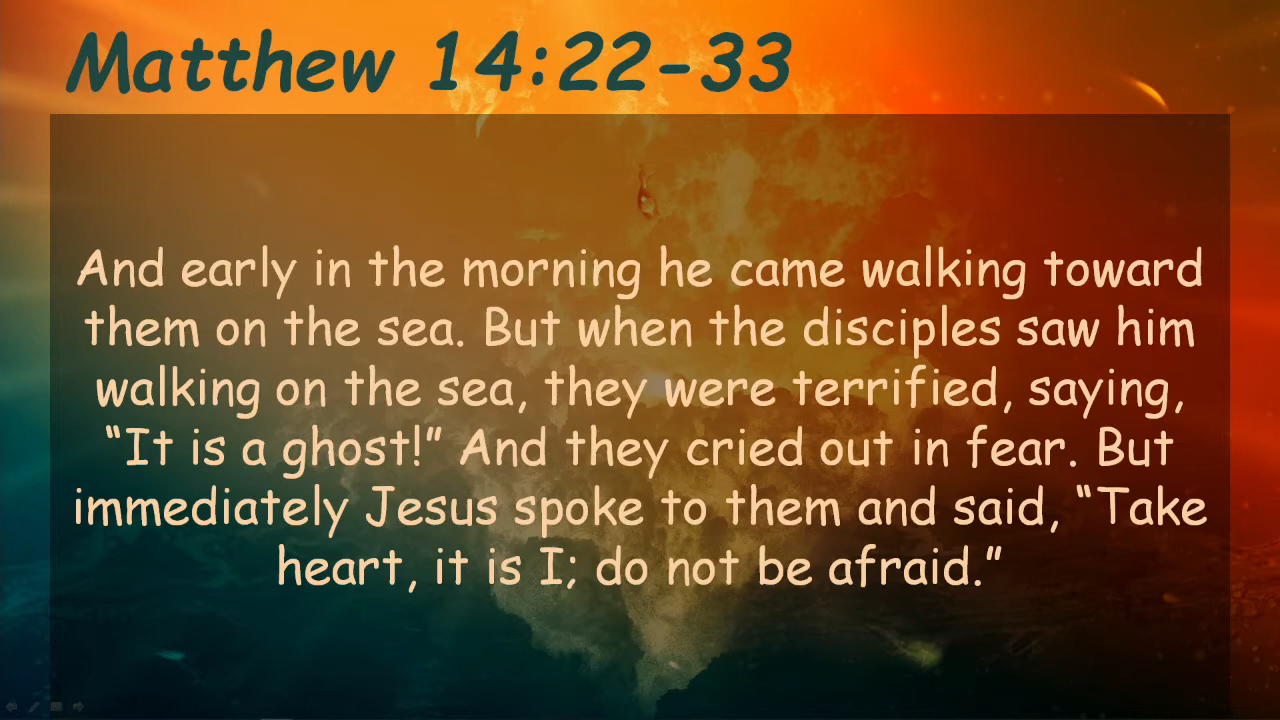 Matthew 14:22-33
And early in the morning he came walking toward
them on the sea. But when the disciples saw him
walking on the sea, they were terrified, saying,
“It is a ghost!” And they cried out in fear. But
immediately Jesus spoke to them and said, “Take
heart, it is I; do not be afraid.”